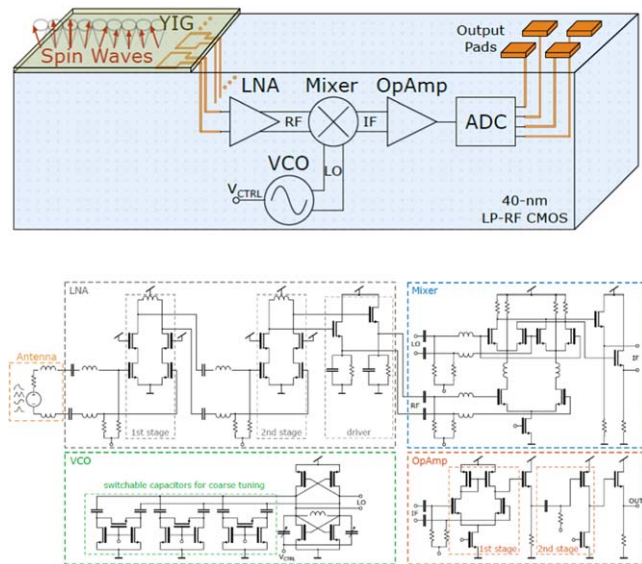 YIG
Spin Waves
Output
Pads
LNA
Mixer
OpAmp
RF
IF
ADC
VCO
LO
VCTRL
40-nm
LP-RF CMOS
LNA
Mixer
Antenna
LO
IF
RF
1st stage
2nd stage
driver
VCO
OpAmp
switchable capacitors for coarse tuning
LO
IF
OUT
VCTRL
1st stage
2nd stage